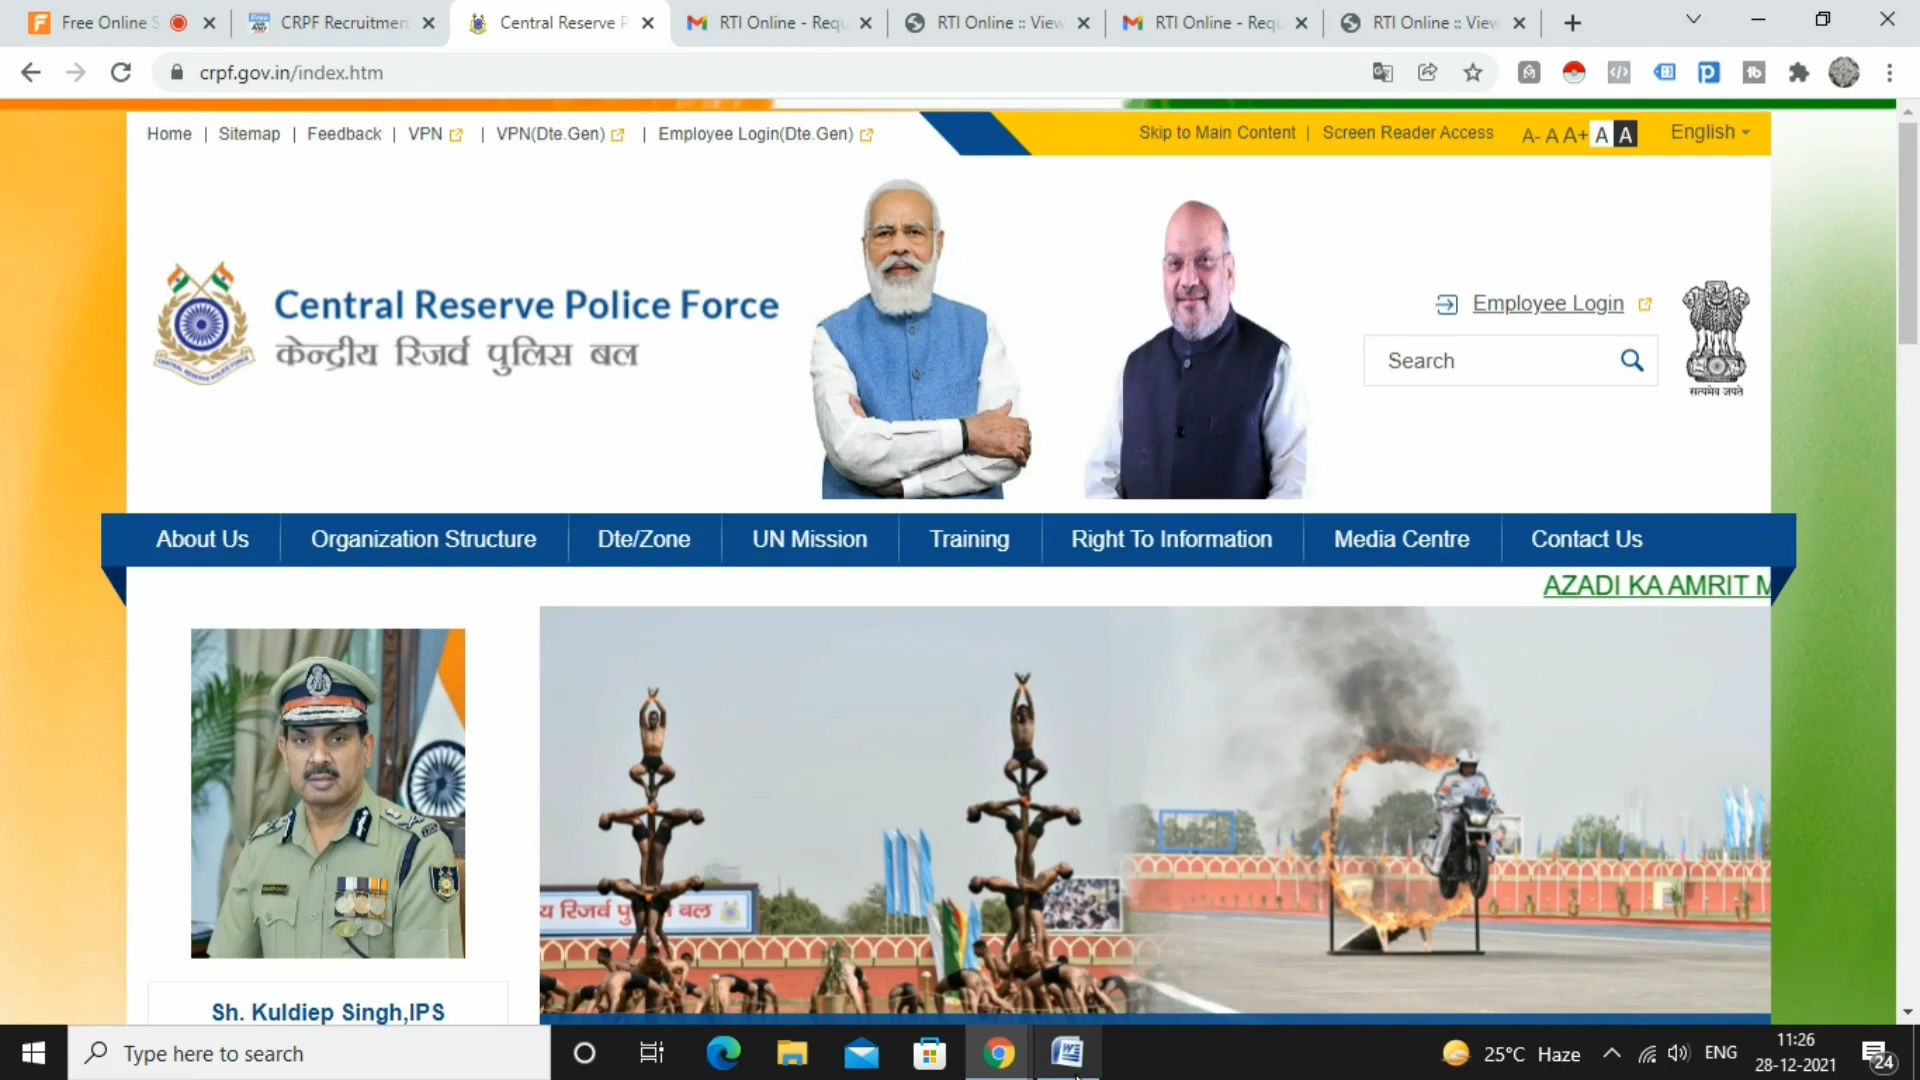 Free Online S
CRPF Recruitmen
Central Reserve P
RTI Online - Requ
RTI Online :: View
RTI Online - Requ
RTI Online :: View
crpf.gov.in/index.htm
Home | Sitemap | Feedback | VPN | VPN(Dte.Gen) | Employee Login(Dte.Gen)
Skip to Main Content | Screen Reader Access A- A A+ A A English
Central Reserve Police Force
केन्द्रीय रिजर्व पुलिस बल
Employee Login
Search
सत्यमेव जयते
About Us Organization Structure Dte/Zone UN Mission Training Right To Information Media Centre Contact Us
AZADI KA AMRIT M
य रिजर्व पु बल
Sh. Kuldiep Singh,IPS
Type here to search
25°C Haze
ENG
11:26
28-12-2021
24